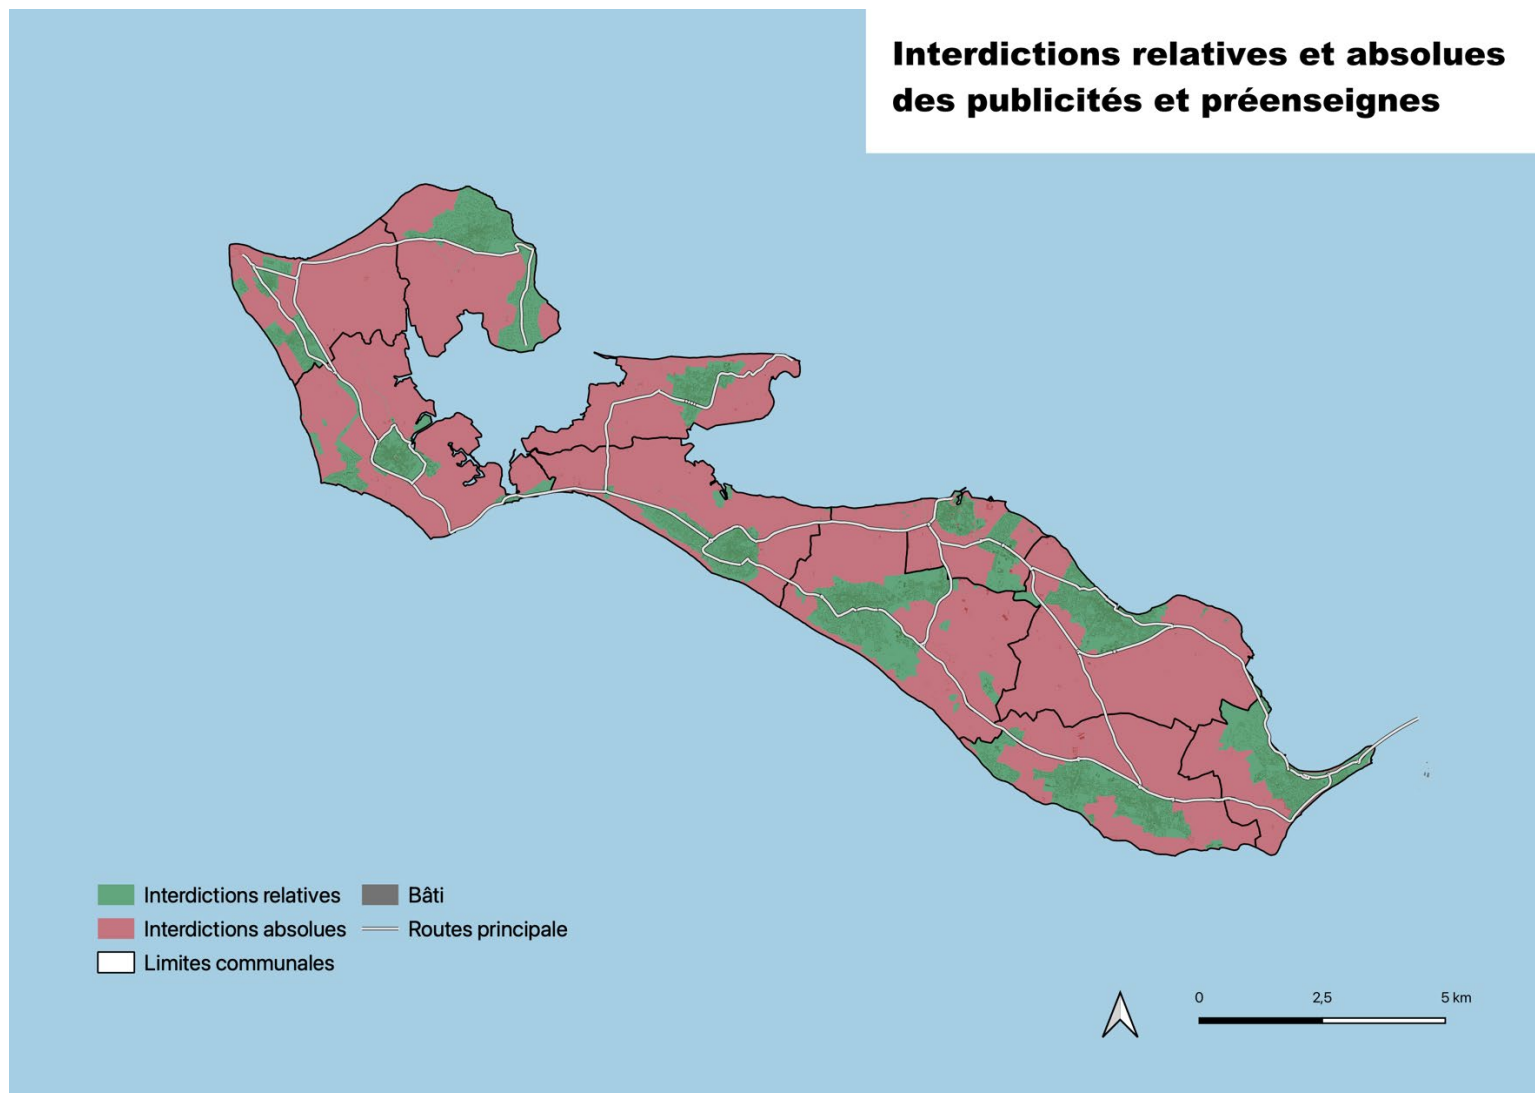 Interdictions relatives et absolues
des publicités et préenseignes
Interdictions relatives
Bâti
Interdictions absolues
Routes principale
Limites communales
0 2,5 5 km